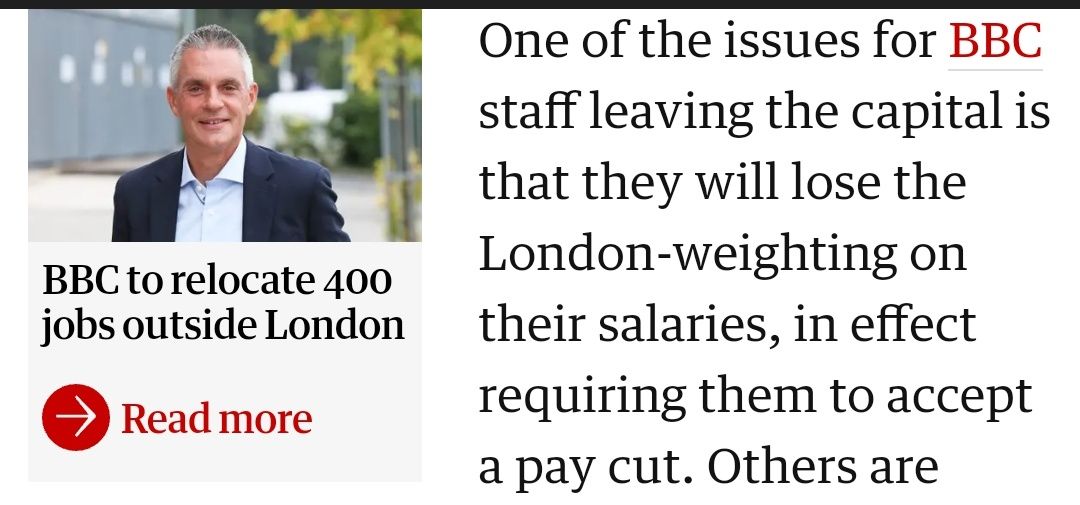 BBC to relocate 400
jobs outside London
Read more
One of the issues for BBC
staff leaving the capital is
that they will lose the
London-weighting on
their salaries, in effect
requiring them to accept
a pay cut. Others are